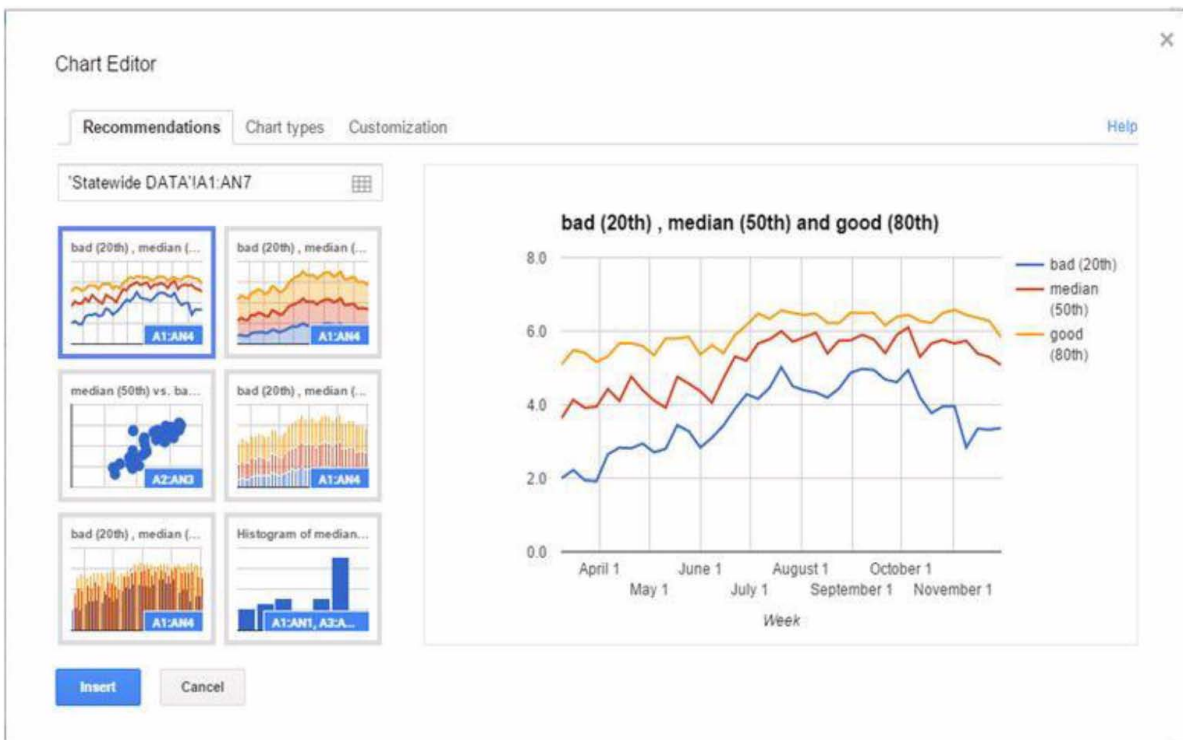 Chart Editor
Recommendations Chart types Customization Help
'Statewide DATA'!A1:AN7
bad (20th) , median (...
A1:AN4
bad (20th) , median (...
A1:AN4
median (50th) vs. ba...
A2:AN3
bad (20th) , median (...
A1:AN4
bad (20th) , median (...
A1:AN4
Histogram of median...
A1:AN1, A3:A...
bad (20th) , median (50th) and good (80th)
8.0
6.0
4.0
2.0
0.0
April 1
May 1
June 1
July 1
August 1
September 1
October 1
November 1
Week
bad (20th)
median
(50th)
good
(80th)
Insert Cancel